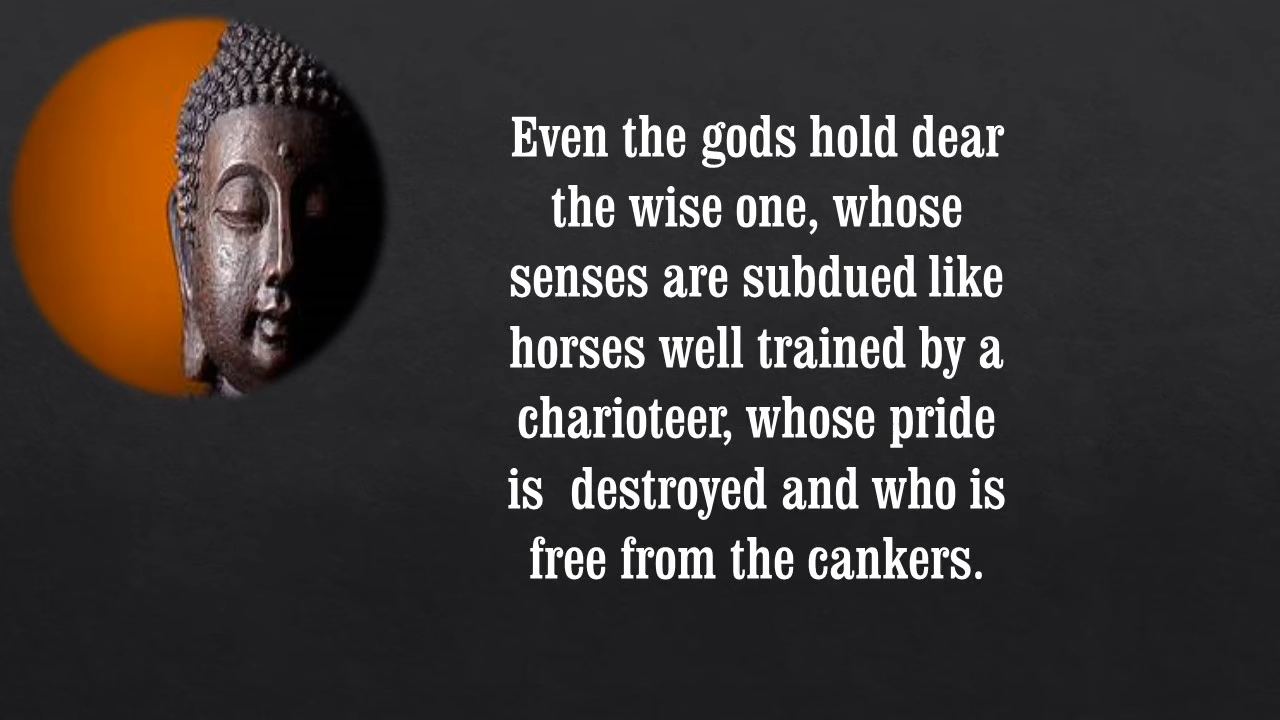 Even the gods hold dear
the wise one, whose
senses are subdued like
horses well trained by a
charioteer, whose pride
is  destroyed and who is
free from the cankers.